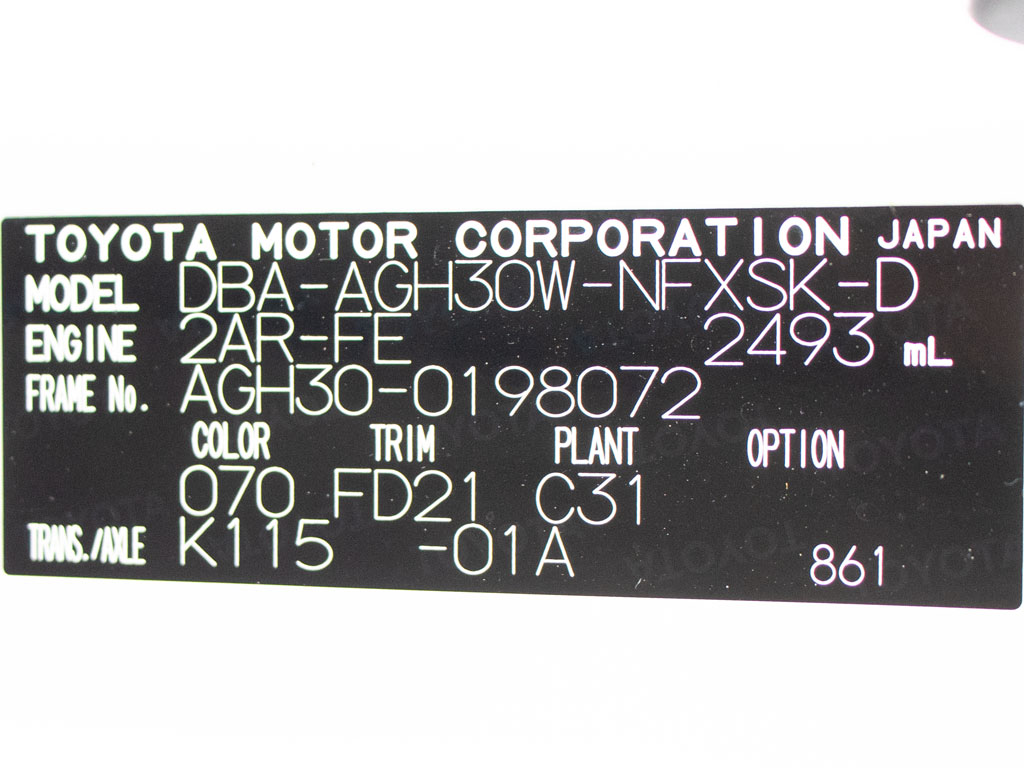 TOYOTA MOTOR CORPORATION JAPAN
MODEL DBA-AGH30W-NFXSK-D
ENGINE 2AR-FE 2493 mL
FRAME No. AGH30-0198072
COLOR TRIM PLANT OPTION
070 FD21 C31
TRANS./AXLE K115 -01A 861